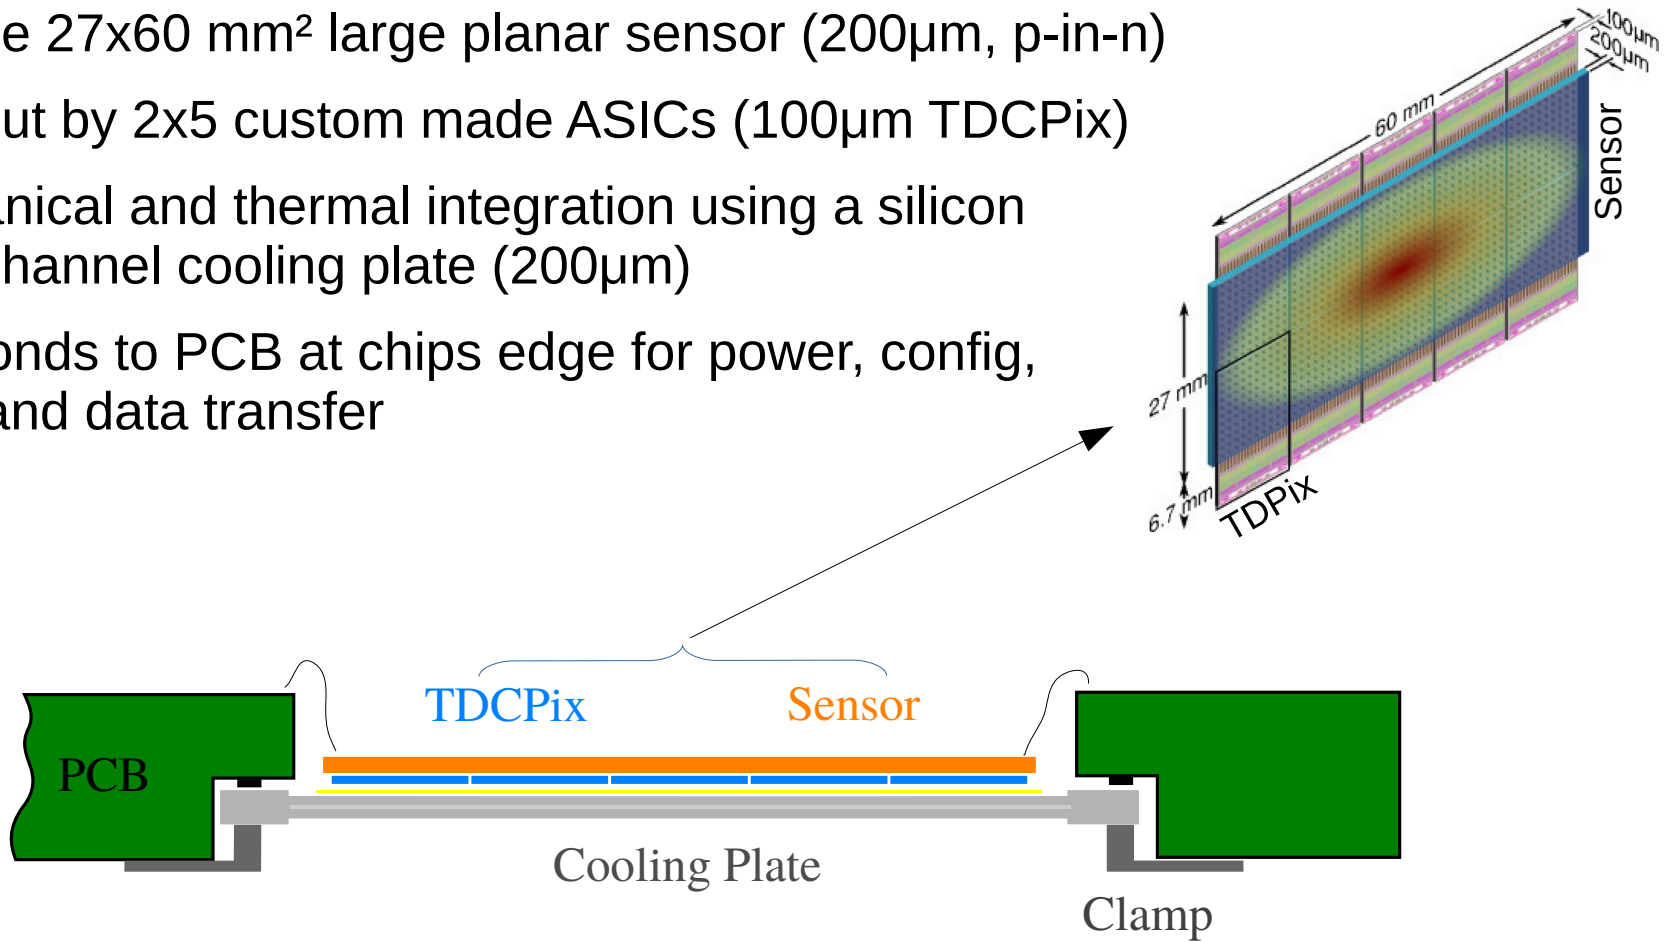 e 27x60 mm² large planar sensor (200µm, p-in-n)
ut by 2x5 custom made ASICs (100µm TDCPix)
nical and thermal integration using a silicon
hannel cooling plate (200µm)
onds to PCB at chips edge for power, config,
and data transfer
100µm
200µm
60 mm
Sensor
27 mm
6.7 mm
TDPix
TDCPix
Sensor
PCB
Cooling Plate
Clamp